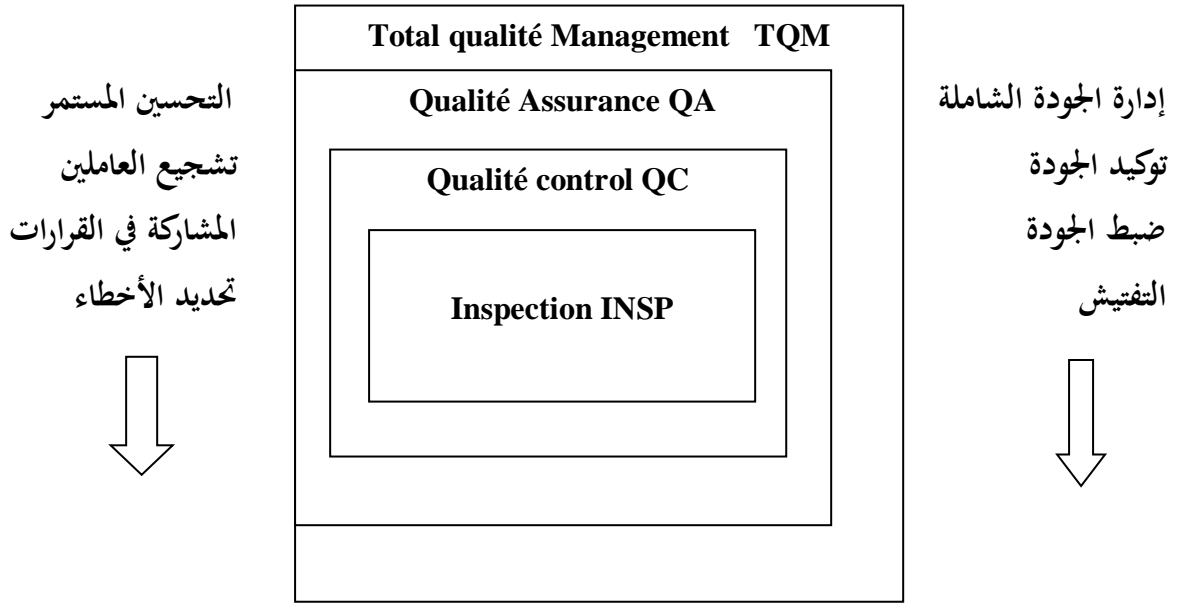 Total qualité Management TQM
Qualité Assurance QA
Qualité control QC
Inspection INSP
إدارة الجودة الشاملة
توكيد الجودة
ضبط الجودة
التفتيش
التحسين المستمر
تشجيع العاملين
المشاركة في القرارات
تحديد الأخطاء